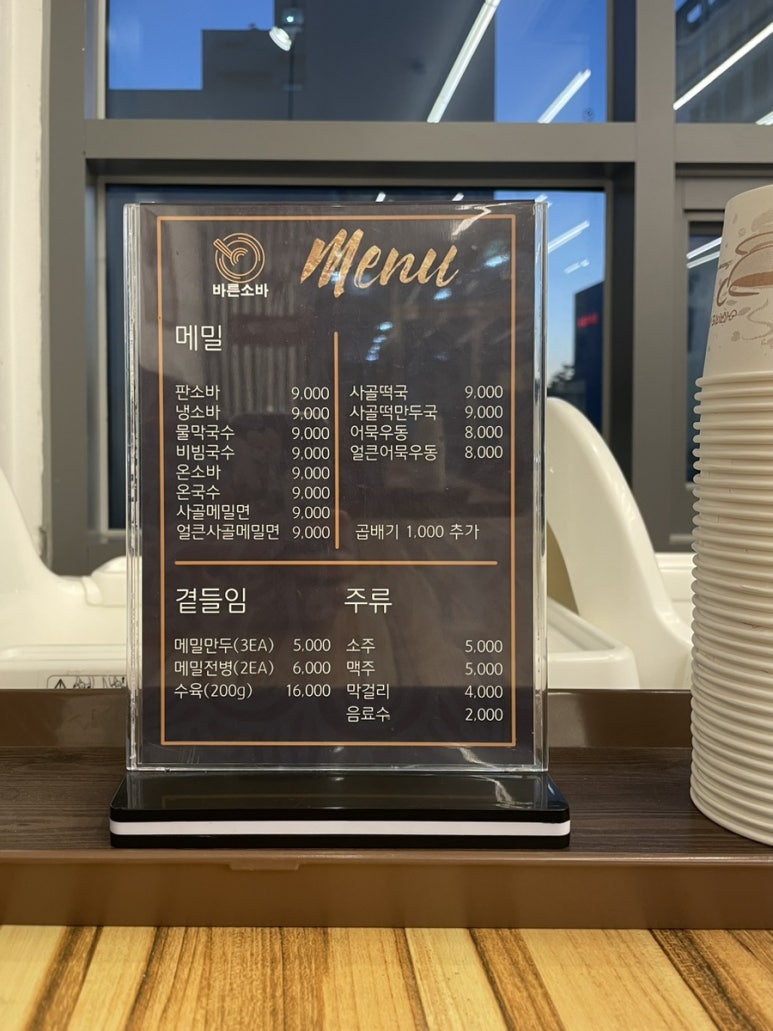 바른소바
Menu
메밀
판소바 9,000
냉소바 9,000
물막국수 9,000
비빔국수 9,000
온소바 9,000
온국수 9,000
사골메밀면 9,000
얼큰사골메밀면 9,000
사골떡국 9,000
사골떡만두국 9,000
어묵우동 8,000
얼큰어묵우동 8,000
곱배기 1,000 추가
곁들임
메밀만두(3EA) 5,000
메밀전병(2EA) 6,000
수육(200g) 16,000
주류
소주 5,000
맥주 5,000
막걸리 4,000
음료수 2,000